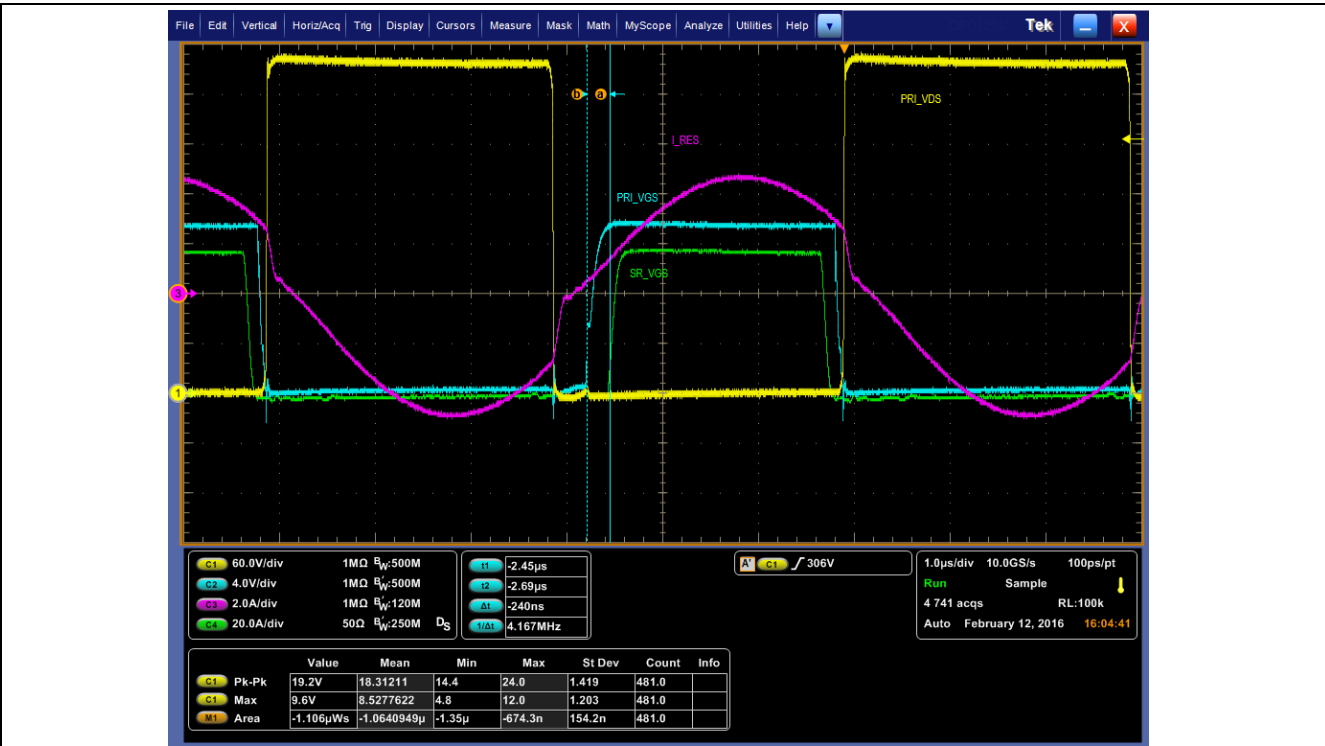 File Edit Vertical Horiz/Acq Trig Display Cursors Measure Mask Math MyScope Analyze Utilities Help Tek X
PRI_VDS
b a
I_RES
PRI_VGS
SR_VGS
3
1
C1 60.0V/div 1MΩ BW:500M
C2 4.0V/div 1MΩ BW:500M
C3 2.0A/div 1MΩ BW:120M
C4 20.0A/div 50Ω BW:250M DS
t1 -2.45µs
t2 -2.69µs
Δt -240ns
1/Δt 4.167MHz
A' C1 306V
1.0µs/div 10.0GS/s 100ps/pt
Run Sample
4 741 acqs RL:100k
Auto February 12, 2016 16:04:41
Value Mean Min Max St Dev Count Info
C1 Pk-Pk 19.2V 18.31211 14.4 24.0 1.419 481.0
C1 Max 9.6V 8.5277622 4.8 12.0 1.203 481.0
M1 Area -1.106µWs -1.0640949µ -1.35µ -674.3n 154.2n 481.0